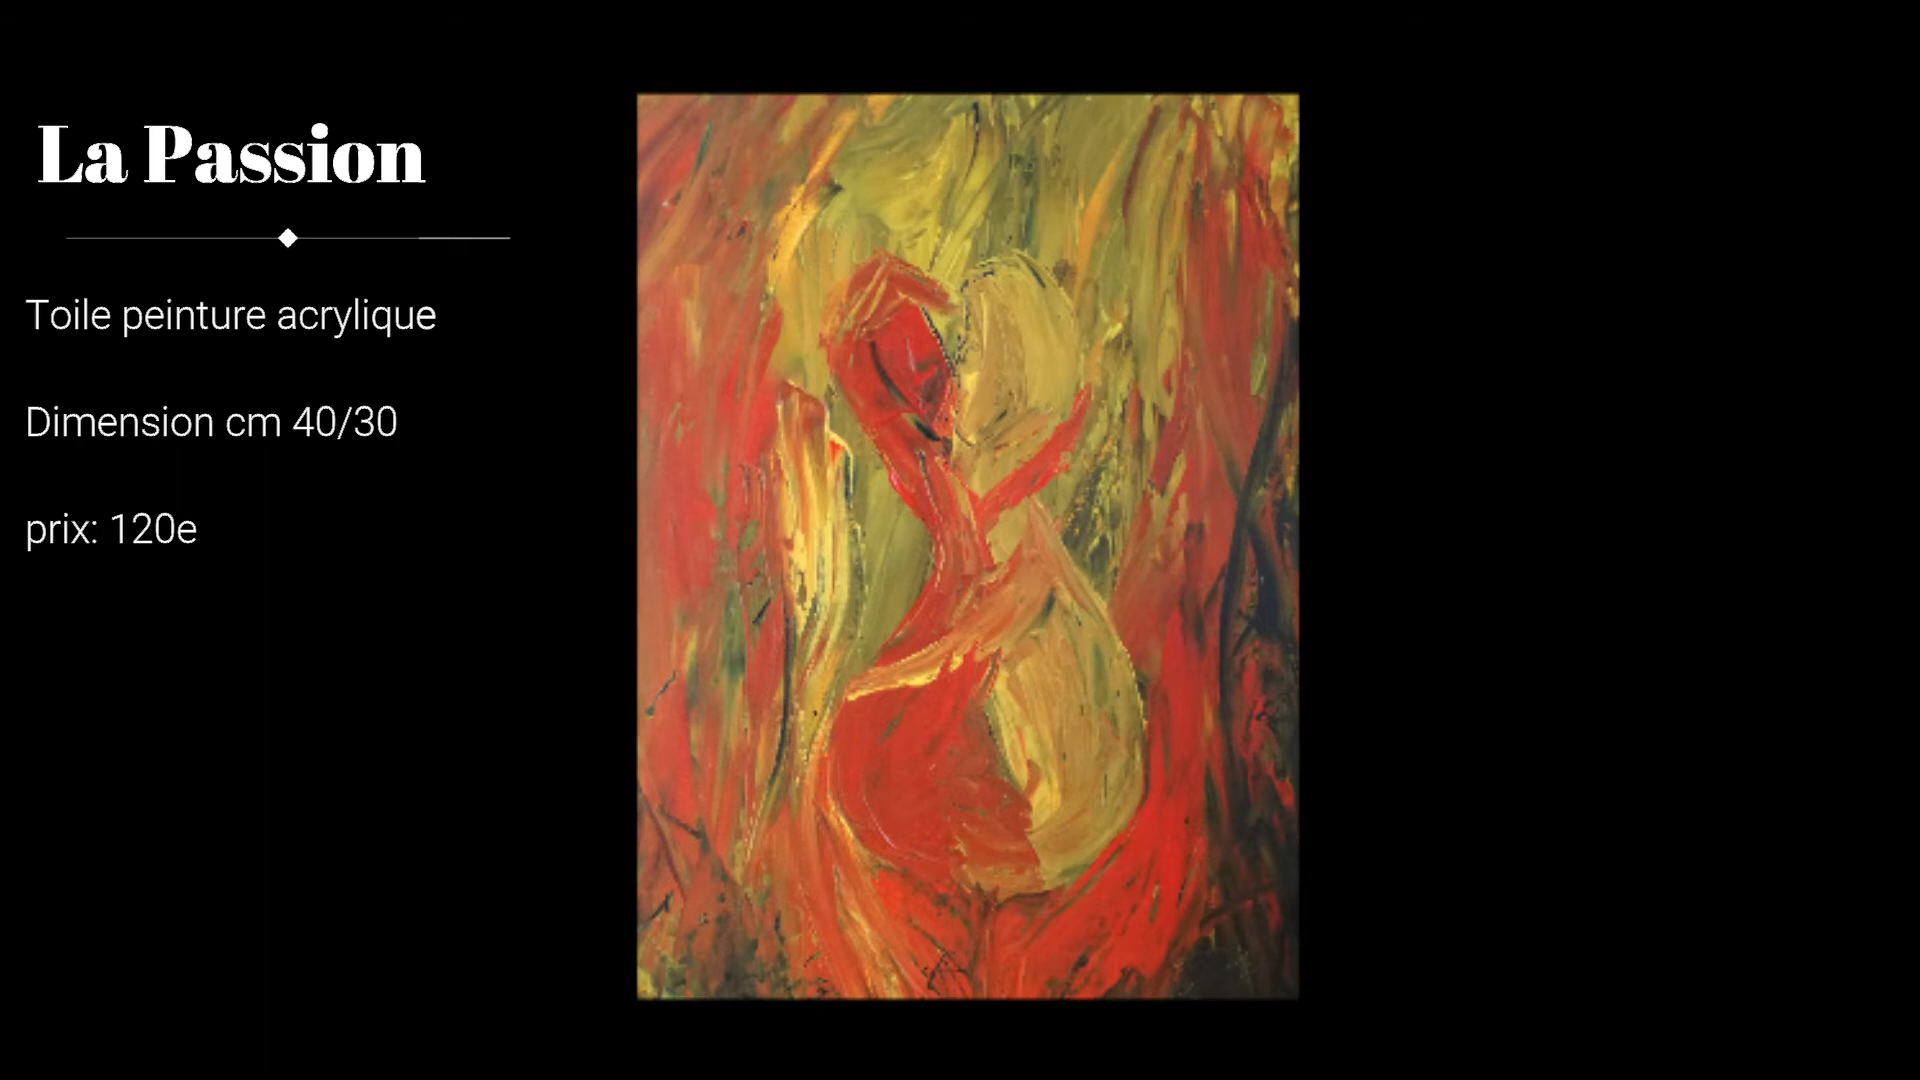 La Passion
Toile peinture acrylique
Dimension cm 40/30
prix: 120e